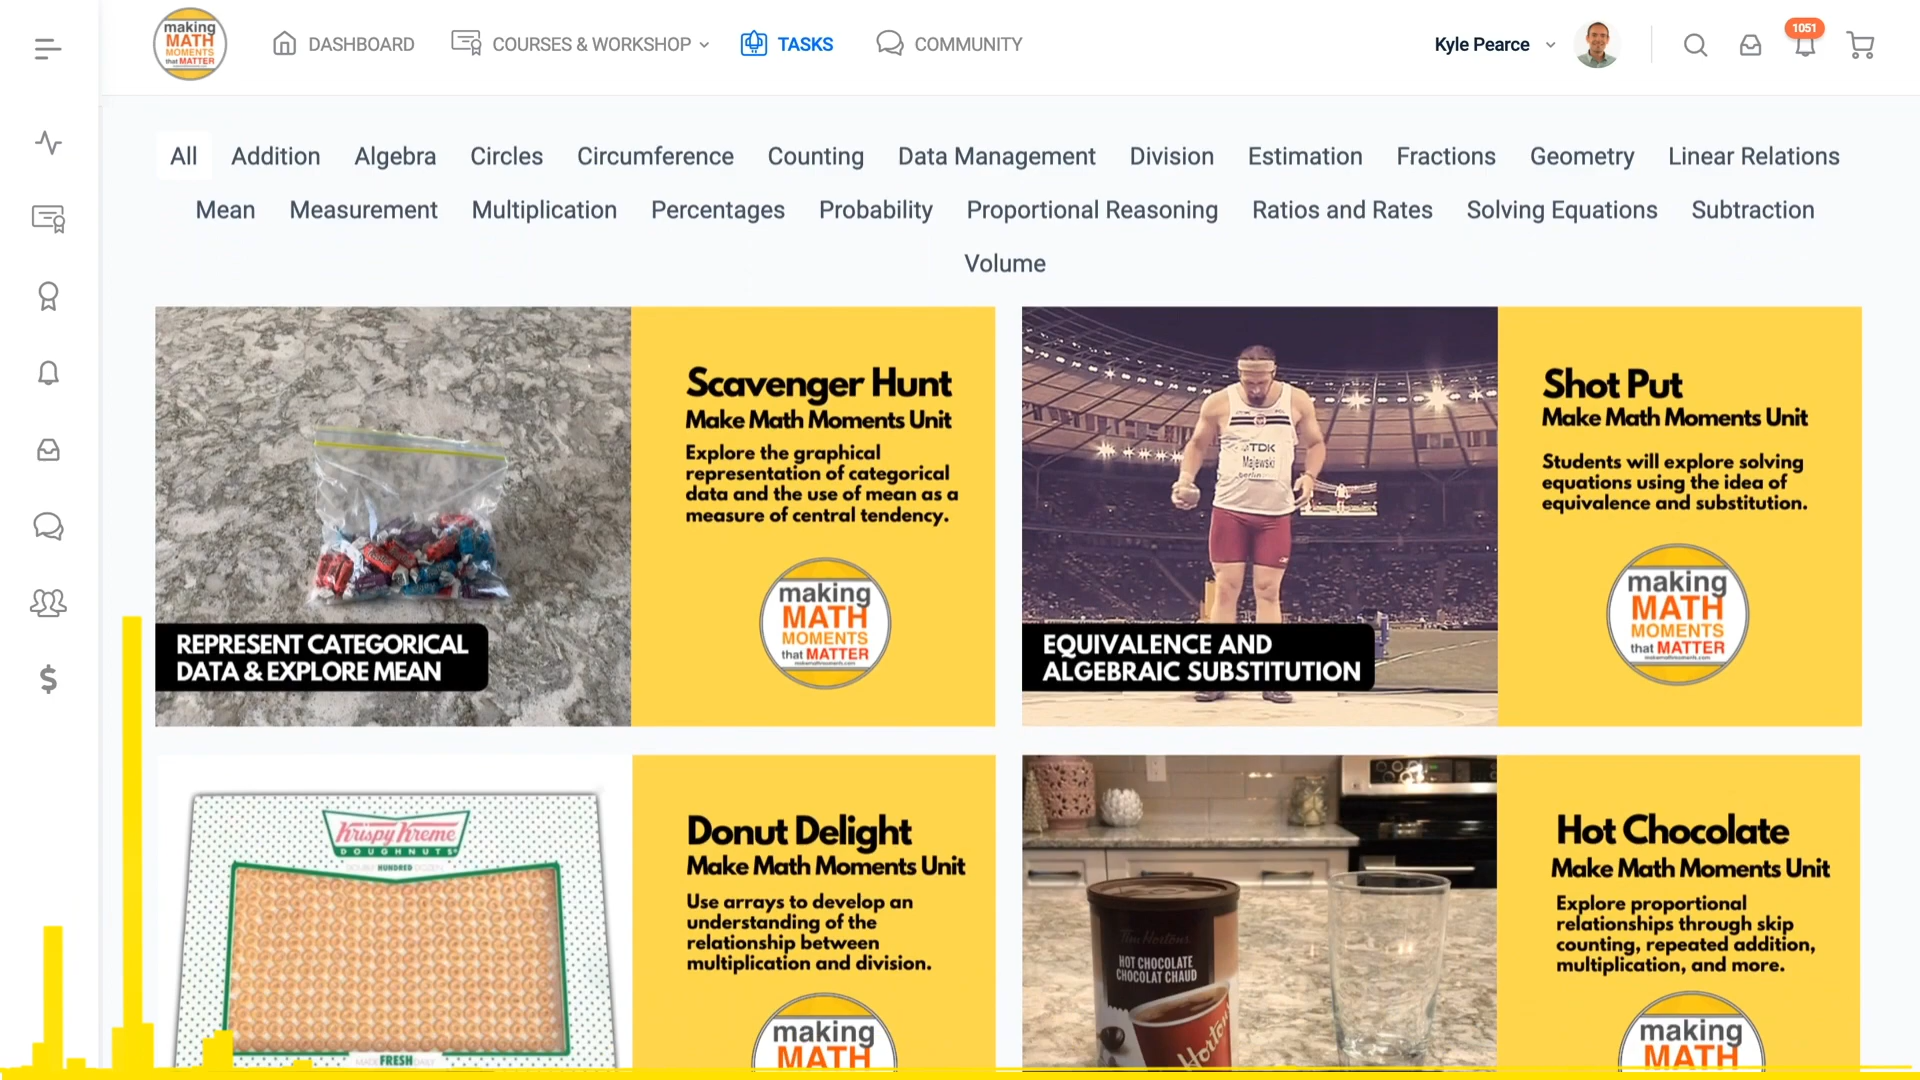 making
MATH
MOMENTS
that MATTER
DASHBOARD
COURSES & WORKSHOP
TASKS
COMMUNITY
Kyle Pearce
1051
All Addition Algebra Circles Circumference Counting Data Management Division Estimation Fractions Geometry Linear Relations
Mean Measurement Multiplication Percentages Probability Proportional Reasoning Ratios and Rates Solving Equations Subtraction
Volume
Scavenger Hunt
Make Math Moments Unit
Explore the graphical
representation of categorical
data and the use of mean as a
measure of central tendency.
making
MATH
MOMENTS
that MATTER
REPRESENT CATEGORICAL
DATA & EXPLORE MEAN
TDK
Majewski
berlin
Shot Put
Make Math Moments Unit
Students will explore solving
equations using the idea of
equivalence and substitution.
making
MATH
MOMENTS
that MATTER
EQUIVALENCE AND
ALGEBRAIC SUBSTITUTION
Krispy Kreme
DOUGHNUTS
HUNDRED
FRESH
Donut Delight
Make Math Moments Unit
Use arrays to develop an
understanding of the
relationship between
multiplication and division.
making
MATH
Tim Hortons
HOT CHOCOLATE
CHOCOLAT CHAUD
Horton
Hot Chocolate
Make Math Moments Unit
Explore proportional
relationships through skip
counting, repeated addition,
multiplication, and more.
making
MATH